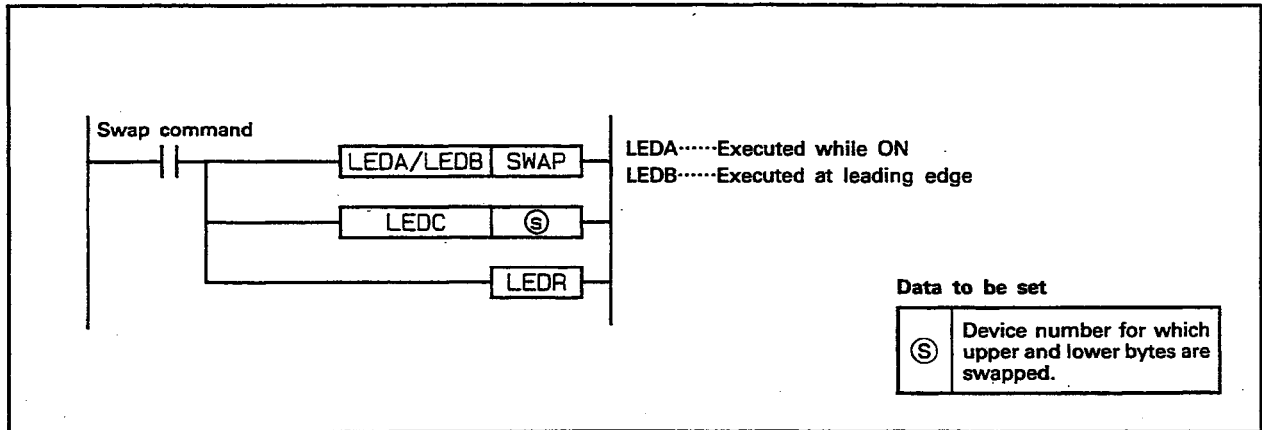 Swap command
LEDA/LEDB SWAP
LEDA······Executed while ON
LEDB······Executed at leading edge
LEDC Ⓢ
LEDR
Data to be set
Ⓢ Device number for which
upper and lower bytes are
swapped.